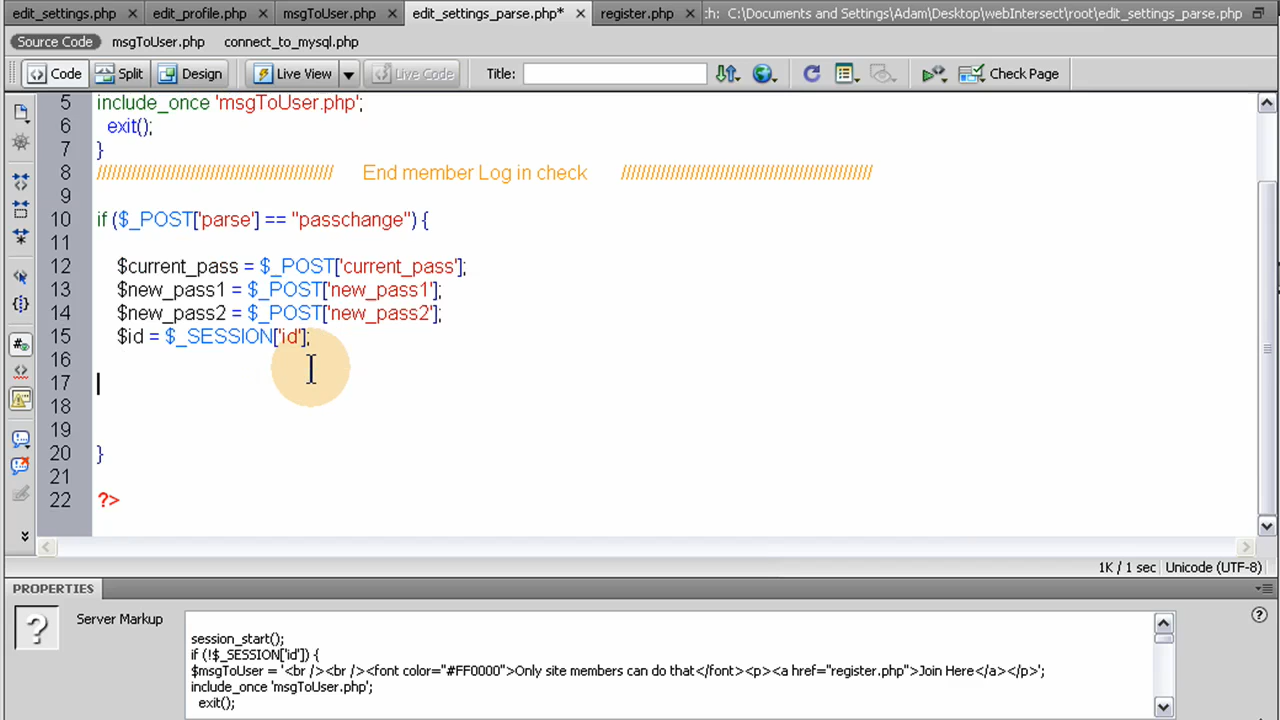 edit_settings.php edit_profile.php msgToUser.php edit_settings_parse.php* register.php ch: C:\Documents and Settings\Adam\Desktop\webIntersect\root\edit_settings_parse.php
Source Code msgToUser.php connect_to_mysql.php
Code Split Design Live View Live Code Title: Check Page
5 include_once 'msgToUser.php';
6 exit();
7 }
8 //////////////////////////////////////////////// End member Log in check ///////////////////////////////////////////////////
9
10 if ($_POST['parse'] == "passchange") {
11
12 $current_pass = $_POST['current_pass'];
13 $new_pass1 = $_POST['new_pass1'];
14 $new_pass2 = $_POST['new_pass2'];
15 $id = $_SESSION['id'];
16
17
18
19
20 }
21
22 ?>
1K / 1 sec Unicode (UTF-8)
PROPERTIES
? Server Markup
session_start();
if (!$_SESSION['id']) {
$msgToUser = '<br /><br /><font color="#FF0000">Only site members can do that</font><p><a href="register.php">Join Here</a></p>';
include_once 'msgToUser.php';
exit();